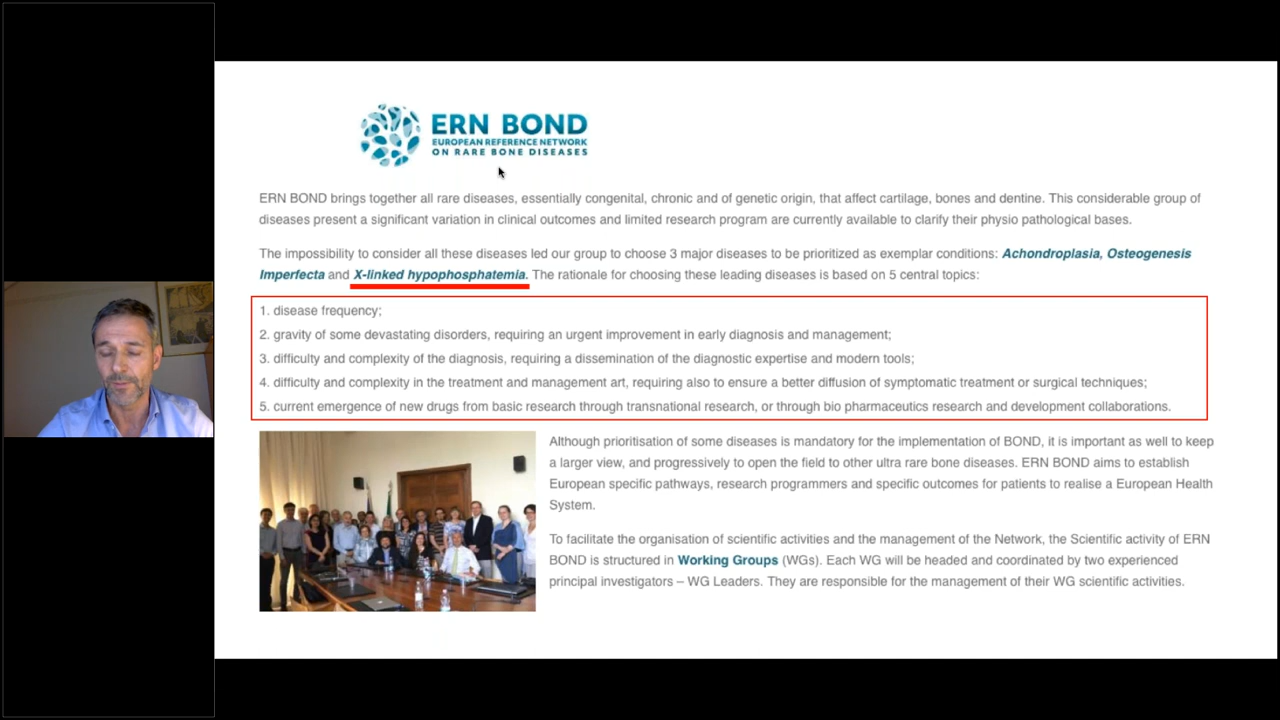 ERN BOND
EUROPEAN REFERENCE NETWORK
ON RARE BONE DISEASES
ERN BOND brings together all rare diseases, essentially congenital, chronic and of genetic origin, that affect cartilage, bones and dentine. This considerable group of
diseases present a significant variation in clinical outcomes and limited research program are currently available to clarify their physio pathological bases.
The impossibility to consider all these diseases led our group to choose 3 major diseases to be prioritized as exemplar conditions: Achondroplasia, Osteogenesis
Imperfecta and X-linked hypophosphatemia. The rationale for choosing these leading diseases is based on 5 central topics:
1. disease frequency;
2. gravity of some devastating disorders, requiring an urgent improvement in early diagnosis and management;
3. difficulty and complexity of the diagnosis, requiring a dissemination of the diagnostic expertise and modern tools;
4. difficulty and complexity in the treatment and management art, requiring also to ensure a better diffusion of symptomatic treatment or surgical techniques;
5. current emergence of new drugs from basic research through transnational research, or through bio pharmaceutics research and development collaborations.
Although prioritisation of some diseases is mandatory for the implementation of BOND, it is important as well to keep
a larger view, and progressively to open the field to other ultra rare bone diseases. ERN BOND aims to establish
European specific pathways, research programmers and specific outcomes for patients to realise a European Health
System.
To facilitate the organisation of scientific activities and the management of the Network, the Scientific activity of ERN
BOND is structured in Working Groups (WGs). Each WG will be headed and coordinated by two experienced
principal investigators – WG Leaders. They are responsible for the management of their WG scientific activities.